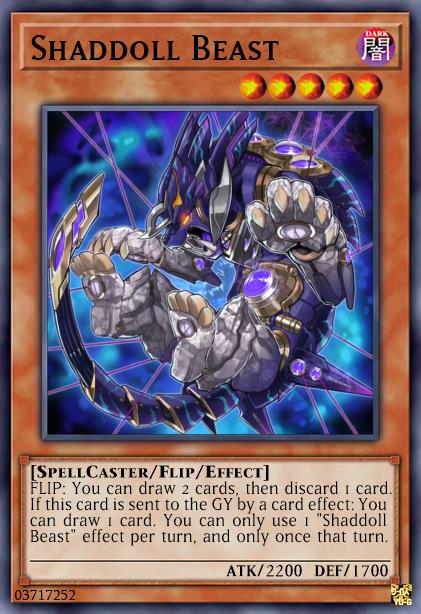 Shaddoll Beast
DARK
闇
[SpellCaster/Flip/Effect]
FLIP: You can draw 2 cards, then discard 1 card.
If this card is sent to the GY by a card effect: You
can draw 1 card. You can only use 1 "Shaddoll
Beast" effect per turn, and only once that turn.
ATK/2200 DEF/1700
03717252